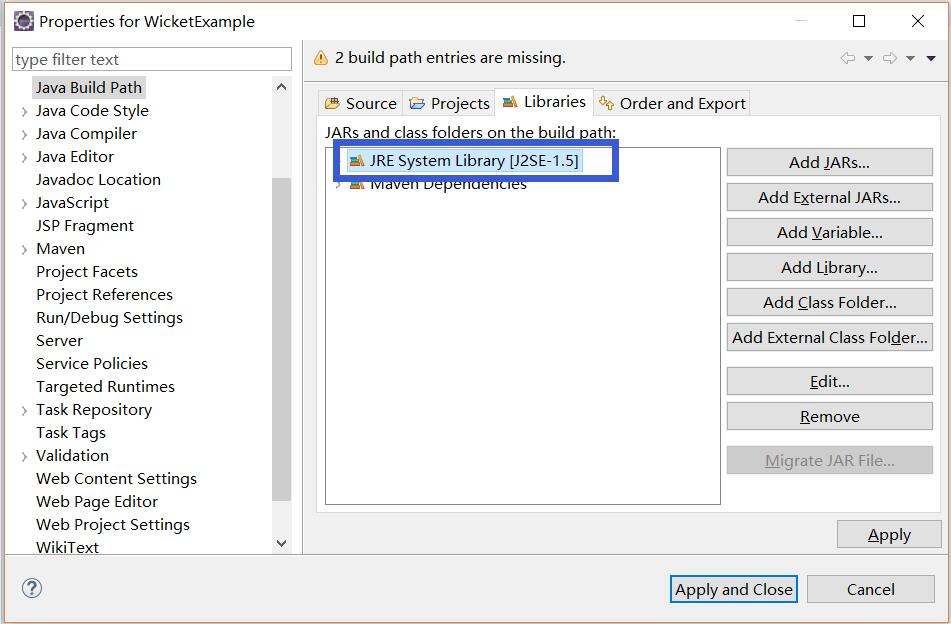 Properties for WicketExample
type filter text
Java Build Path
Java Code Style
Java Compiler
Java Editor
Javadoc Location
JavaScript
JSP Fragment
Maven
Project Facets
Project References
Run/Debug Settings
Server
Service Policies
Targeted Runtimes
Task Repository
Task Tags
Validation
Web Content Settings
Web Page Editor
Web Project Settings
WikiText
2 build path entries are missing.
Source Projects Libraries Order and Export
JARs and class folders on the build path:
JRE System Library [J2SE-1.5]
Maven Dependencies
Add JARs...
Add External JARs...
Add Variable...
Add Library...
Add Class Folder...
Add External Class Folder...
Edit...
Remove
Migrate JAR File...
Apply
?
Apply and Close Cancel